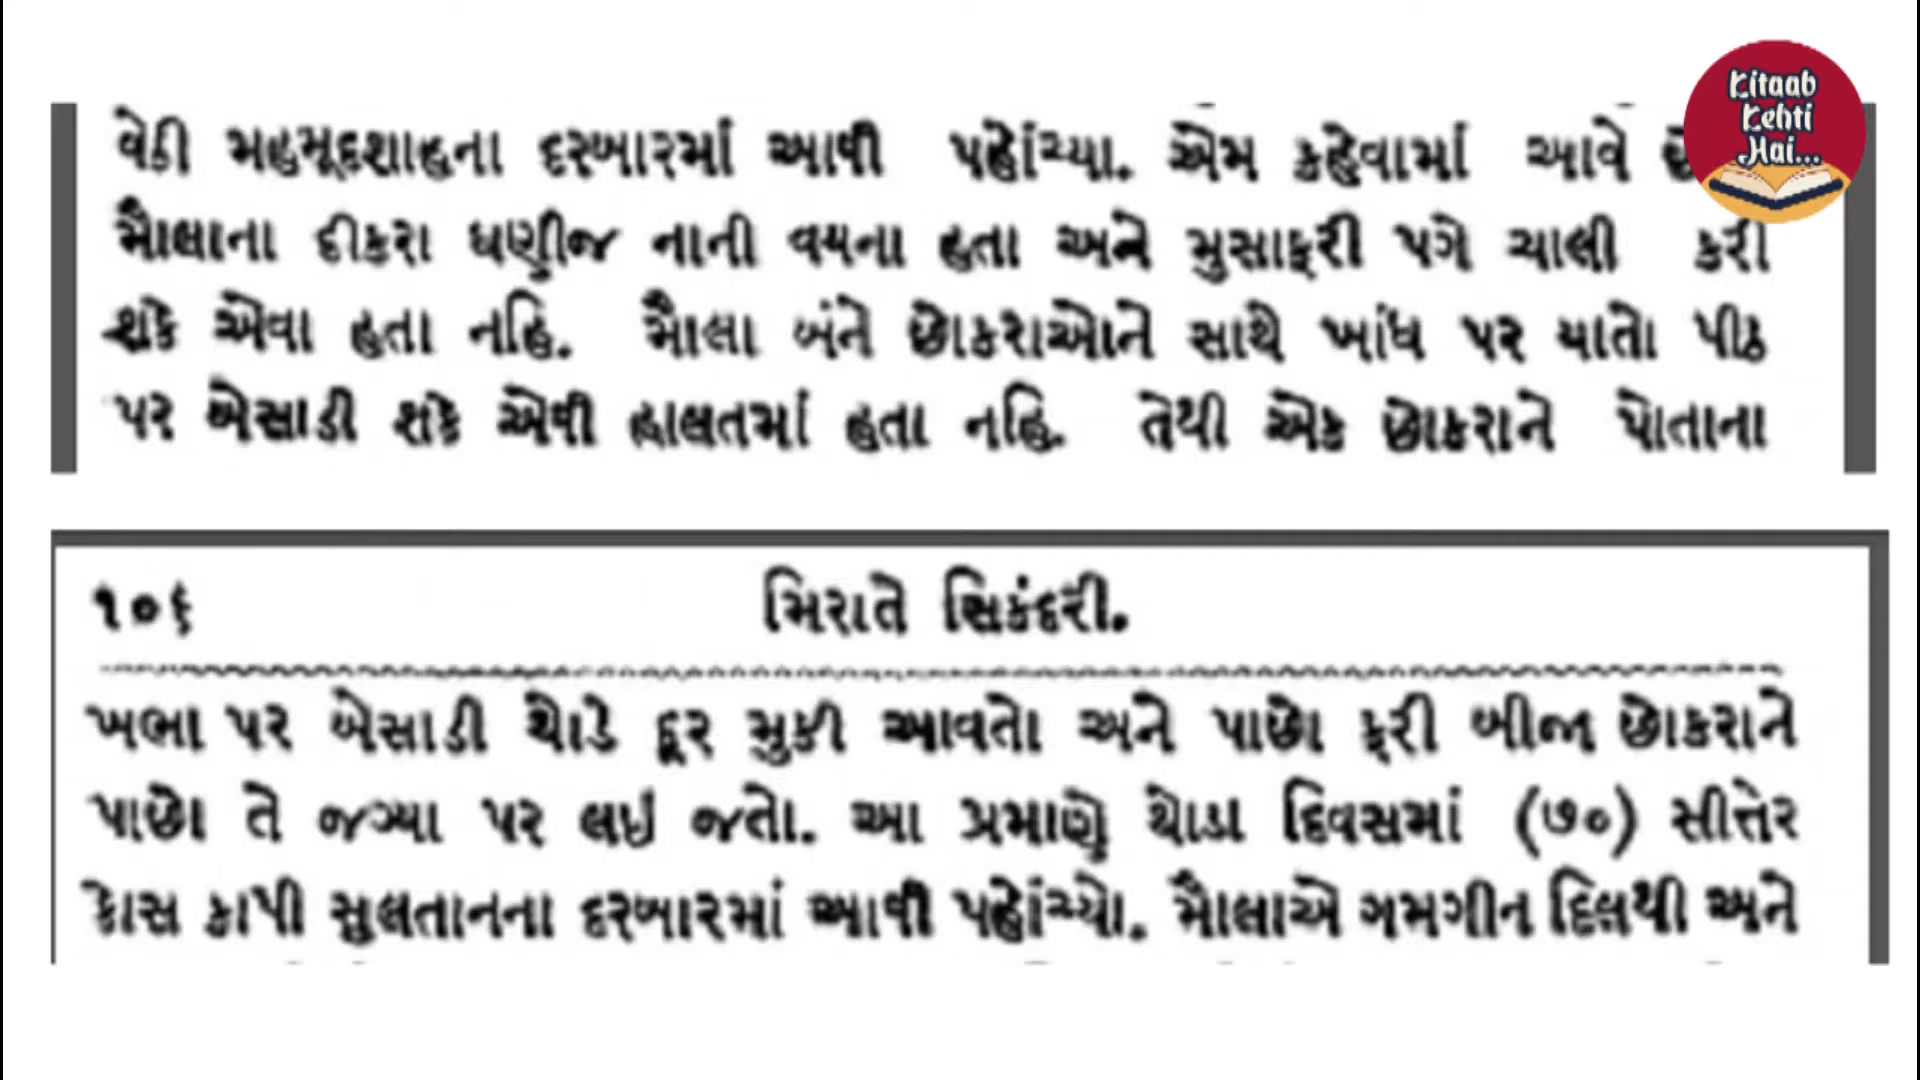 વેઠી મહમૂદશાહના દરબારમાં આવી પહોંચ્યા. એમ કહેવામાં આવે છે
મૌલાના દીકરા ઘણીજ નાની વયના હતા અને મુસાફરી પગે ચાલી કરી
શકે એવા હતા નહિ. મૌલા બંને છોકરાઓને સાથે ખાંધ પર યાતો પીઠ
પર બેસાડી શકે એવી હાલતમાં હતા નહિ. તેથી એક છોકરાને પોતાના
૧૦૬ મિરાતે સિકંદરી.
ખભા પર બેસાડી થોડે દૂર મુકી આવતો અને પાછો ફરી બીજા છોકરાને
પાછો તે જગ્યા પર લઇ જતો. આ પ્રમાણે થોડા દિવસમાં (૭૦) સીત્તેર
કોસ કાપી સુલતાનના દરબારમાં આવી પહોંચ્યો. મૌલાએ ગમગીન દિલથી અને
Kitaab
Kehti
Hai...